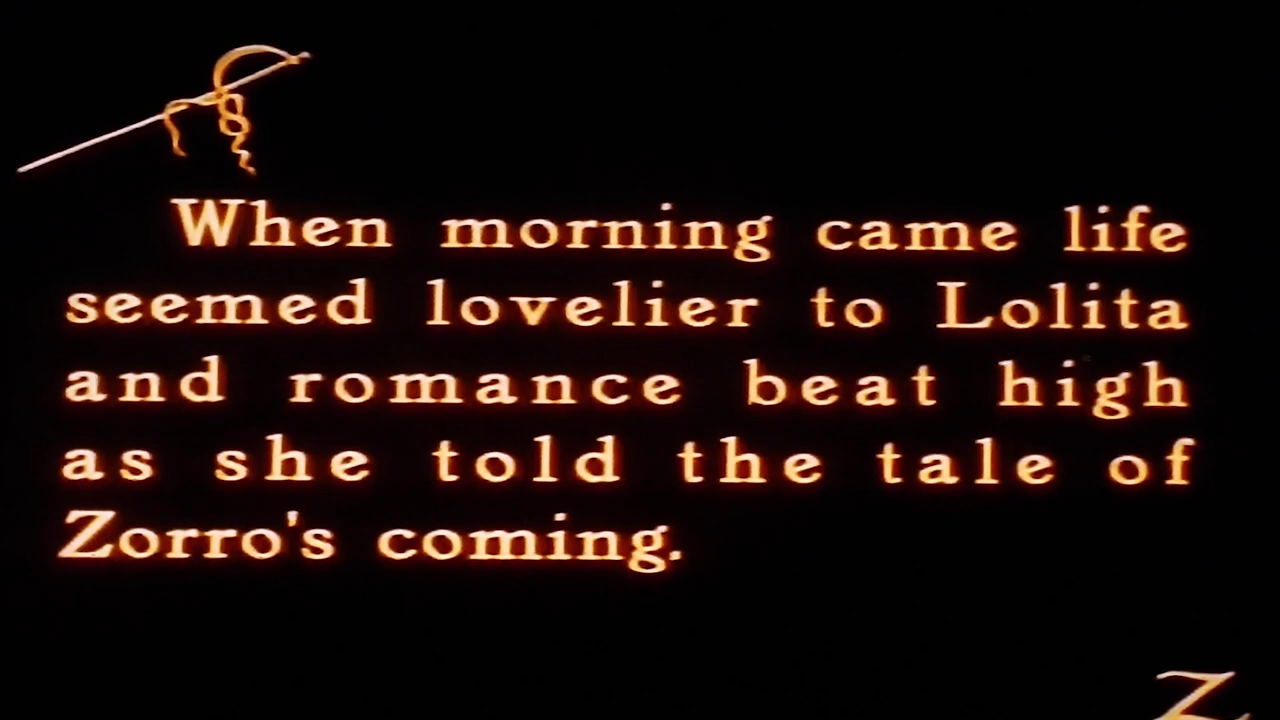 When morning came life
seemed lovelier to Lolita
and romance beat high
as she told the tale of
Zorro's coming.
Z